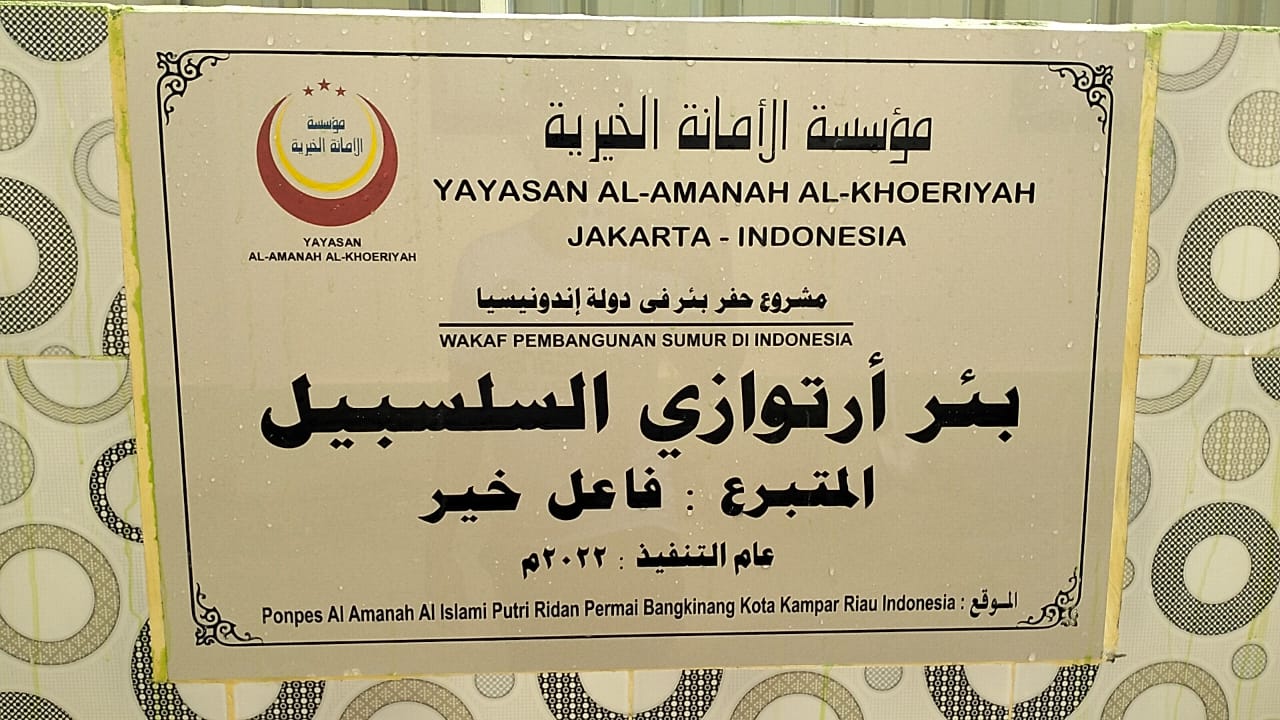 مؤسسة
الأمانة الخيرية
YAYASAN
AL-AMANAH AL-KHOERIYAH
مؤسسة الأمانة الخيرية
YAYASAN AL-AMANAH AL-KHOERIYAH
JAKARTA - INDONESIA
مشروع حفر بئر فى دولة إندونيسيا
WAKAF PEMBANGUNAN SUMUR DI INDONESIA
بئر أرتوازي السلسبيل
المتبرع : فاعل خير
عام التنفيذ : ٢٠٢٢م
الموقع : Ponpes Al Amanah Al Islami Putri Ridan Permai Bangkinang Kota Kampar Riau Indonesia